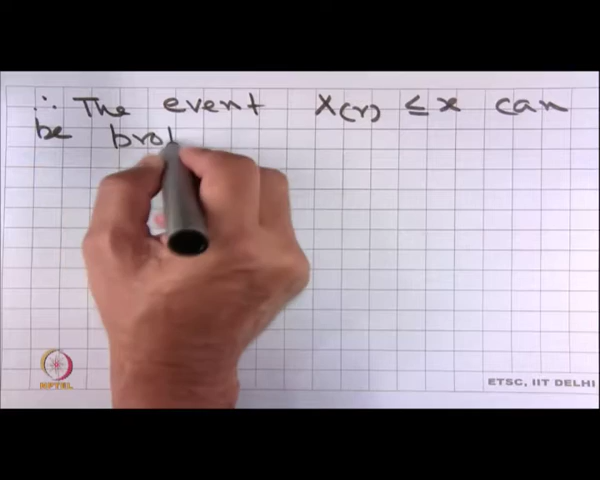 ∴ The event X(r) ≤ x can
be brok
NPTEL
ETSC, IIT DELHI